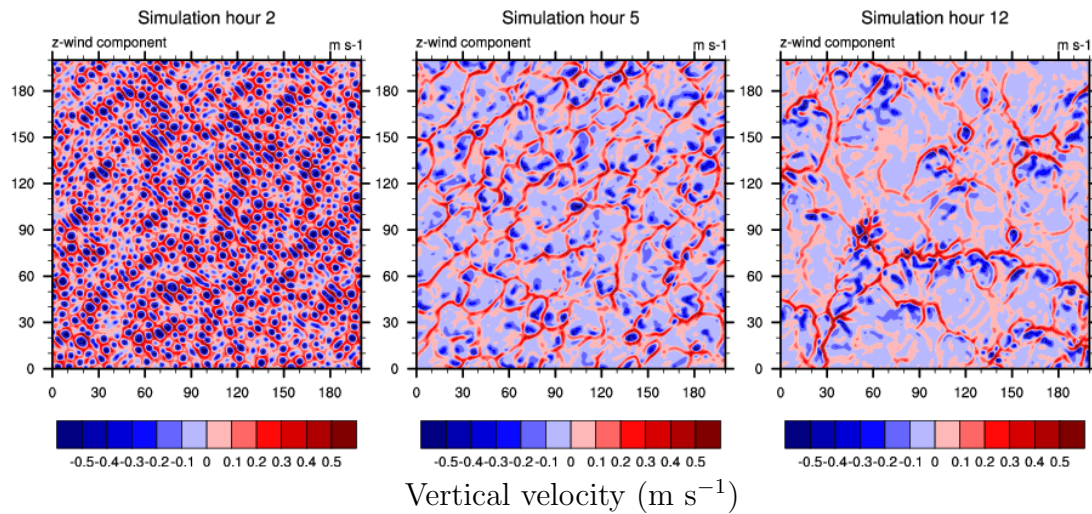 Simulation hour 2
z-wind component m s-1
180
150
120
90
60
30
0
0 30 60 90 120 150 180
-0.5-0.4-0.3-0.2-0.1 0 0.1 0.2 0.3 0.4 0.5
Simulation hour 5
z-wind component m s-1
180
150
120
90
60
30
0
0 30 60 90 120 150 180
-0.5-0.4-0.3-0.2-0.1 0 0.1 0.2 0.3 0.4 0.5
Simulation hour 12
z-wind component m s-1
180
150
120
90
60
30
0
0 30 60 90 120 150 180
-0.5-0.4-0.3-0.2-0.1 0 0.1 0.2 0.3 0.4 0.5
Vertical velocity (m s⁻¹)